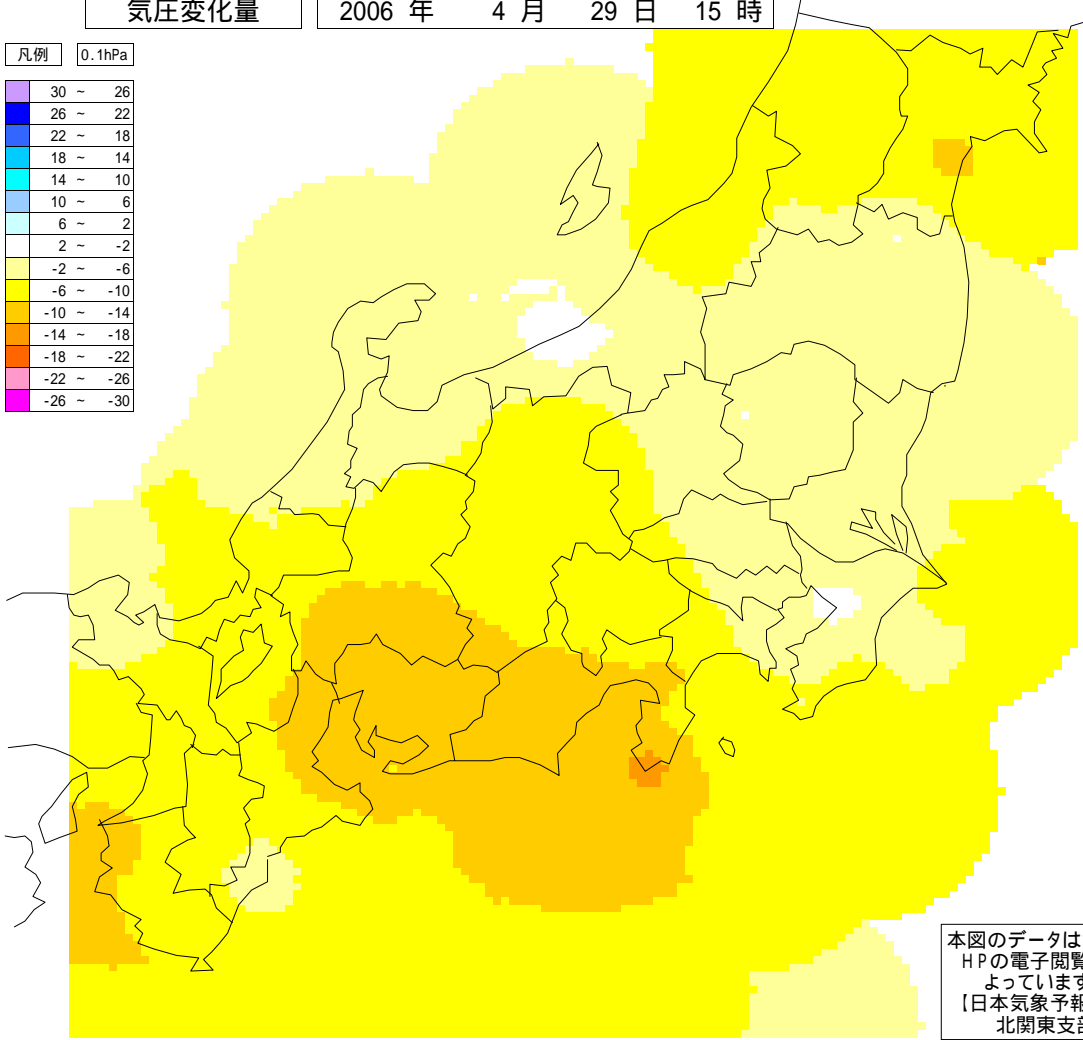 気圧変化量 2006 年 4 月 29 日 15 時
凡例 0.1hPa
30 ~ 26
26 ~ 22
22 ~ 18
18 ~ 14
14 ~ 10
10 ~ 6
6 ~ 2
2 ~ -2
-2 ~ -6
-6 ~ -10
-10 ~ -14
-14 ~ -18
-18 ~ -22
-22 ~ -26
-26 ~ -30
本図のデータは
HPの電子閲覧
よっています
【日本気象予報
北関東支部